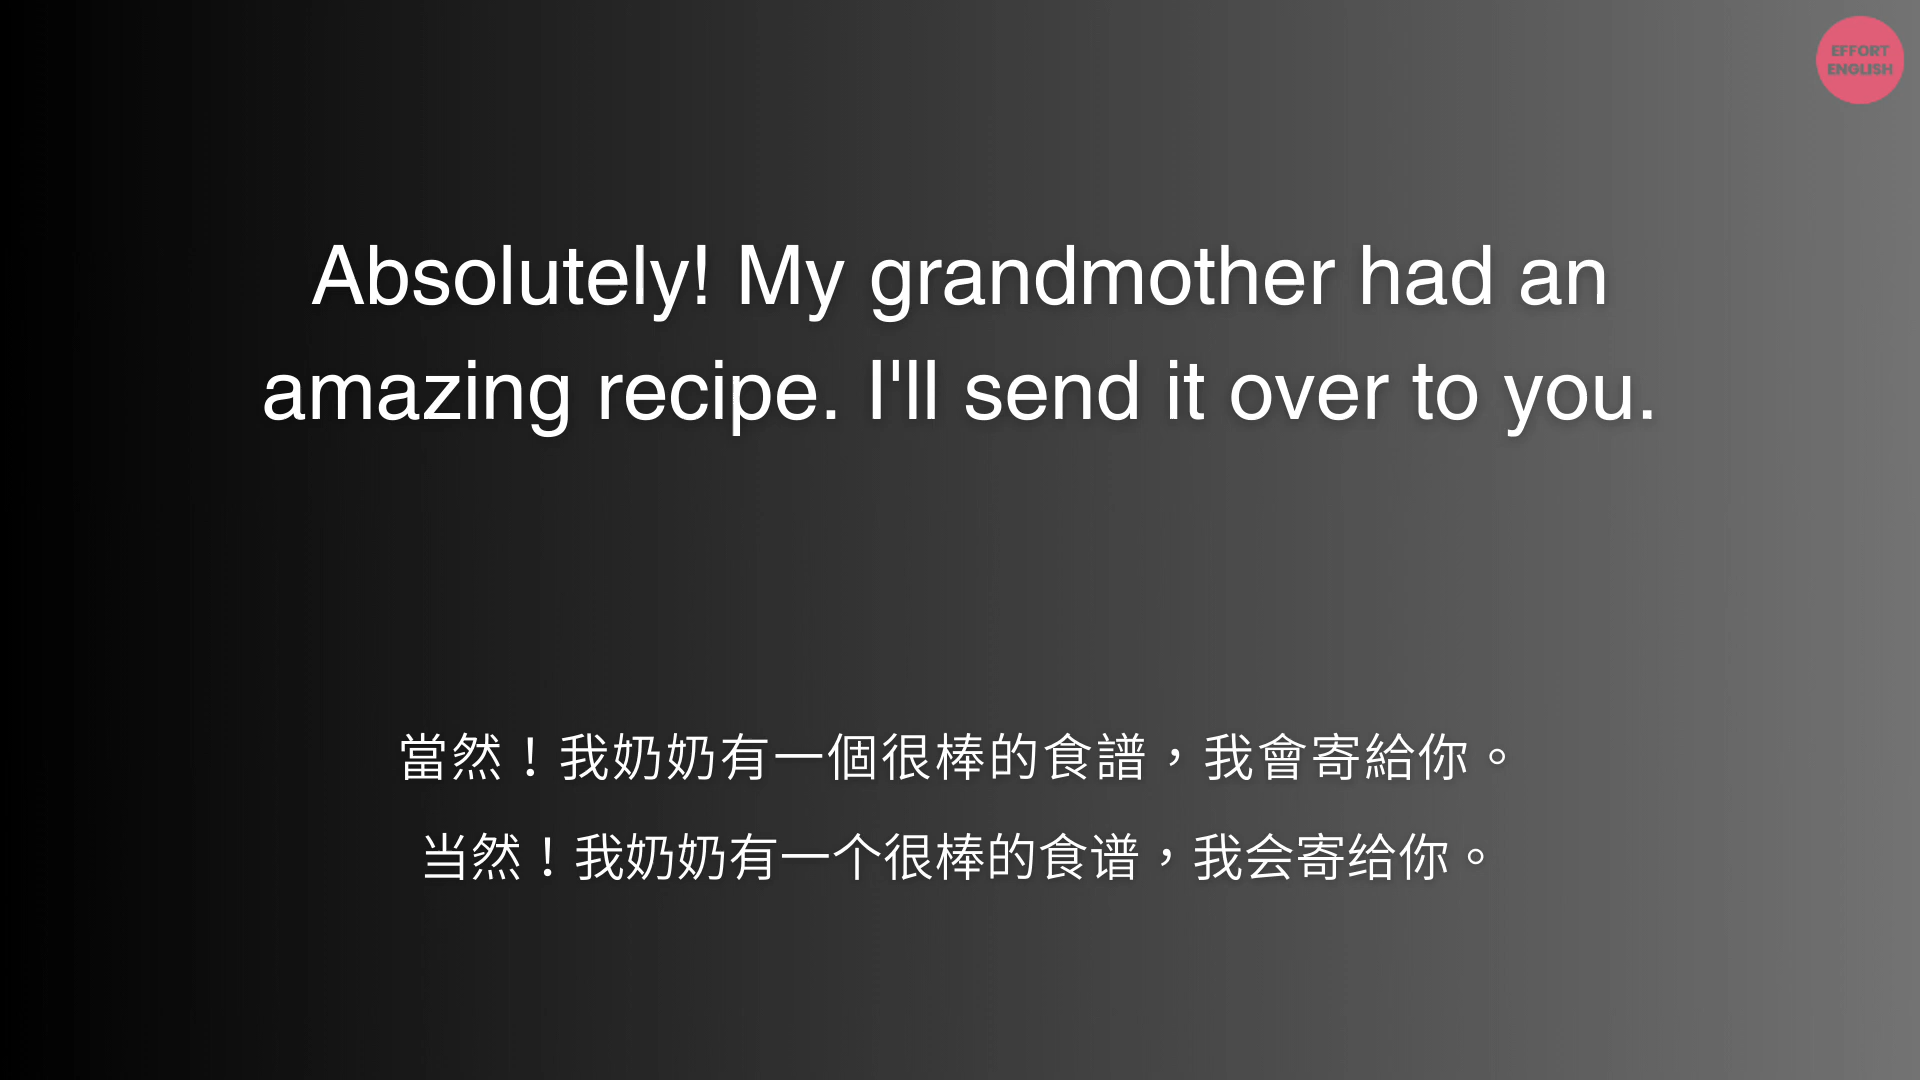 EFFORT
ENGLISH
Absolutely! My grandmother had an
amazing recipe. I'll send it over to you.
當然！我奶奶有一個很棒的食譜，我會寄給你。
当然！我奶奶有一个很棒的食谱，我会寄给你。